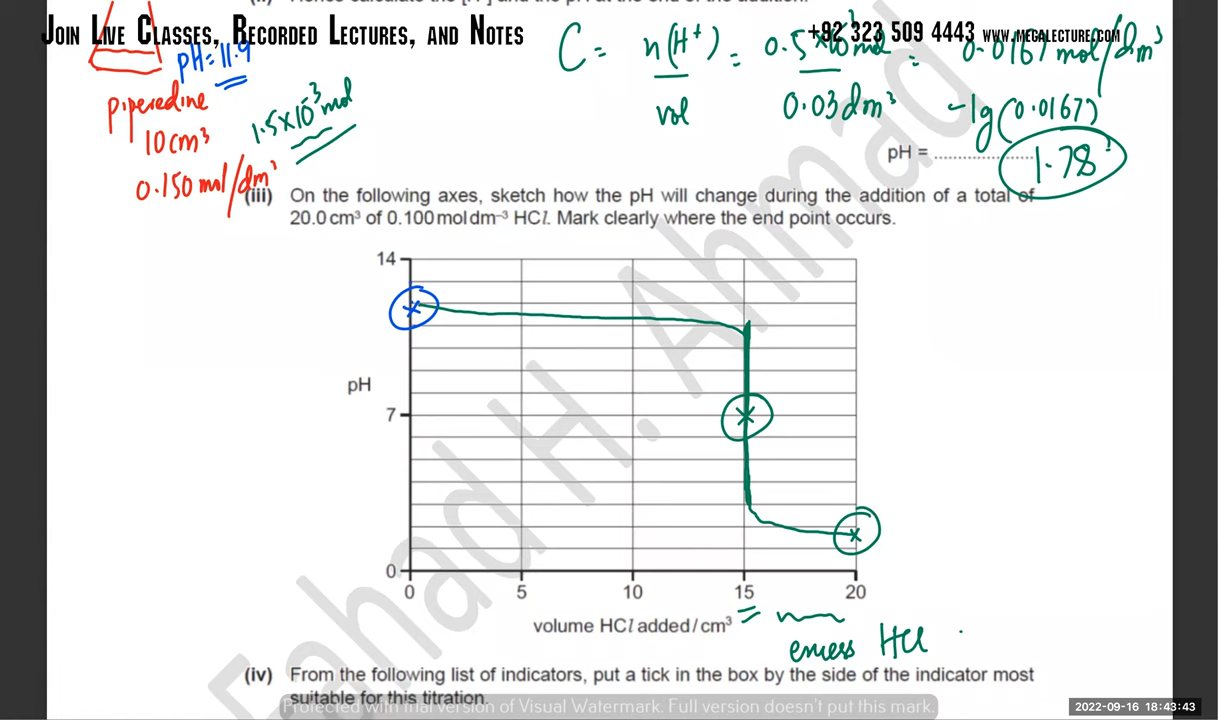 JOIN LIVE CLASSES, RECORDED LECTURES, AND NOTES
+92 323 509 4443 WWW.MEGALECTURE.COM
pH = 11.9
piperedine
10 cm³
0.150 mol/dm³
1.5×10⁻³ mol
C = n(H⁺) / vol = 0.5×10⁻³ mol / 0.03 dm³ = 0.0167 mol/dm³
-lg(0.0167)
pH = .................. 1.78
(iii) On the following axes, sketch how the pH will change during the addition of a total of
20.0 cm³ of 0.100 mol dm⁻³ HCl. Mark clearly where the end point occurs.
14
pH
7
0
0 5 10 15 20
volume HCl added / cm³
excess HCl
(iv) From the following list of indicators, put a tick in the box by the side of the indicator most
suitable for this titration.
Protected with trial version of Visual Watermark. Full version doesn't put this mark.
Fahad H. Ahmad
2022-09-16 18:43:43